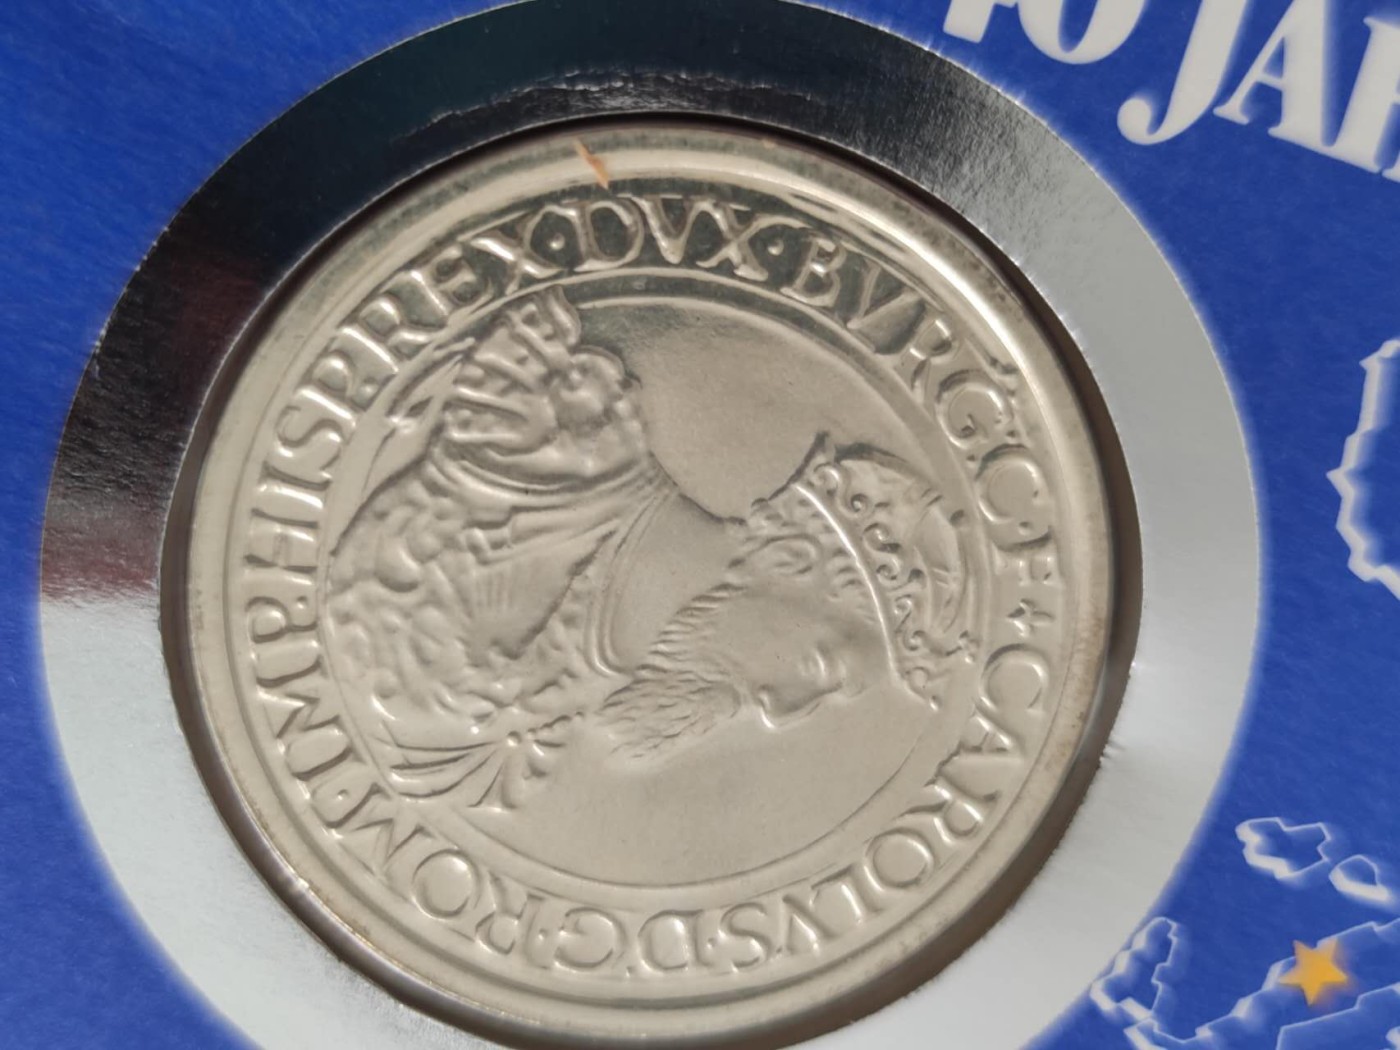 40 JAH
+ CAROLVS·D:G·ROM·IMP·HISP·REX·DVX·BVRG·C·F